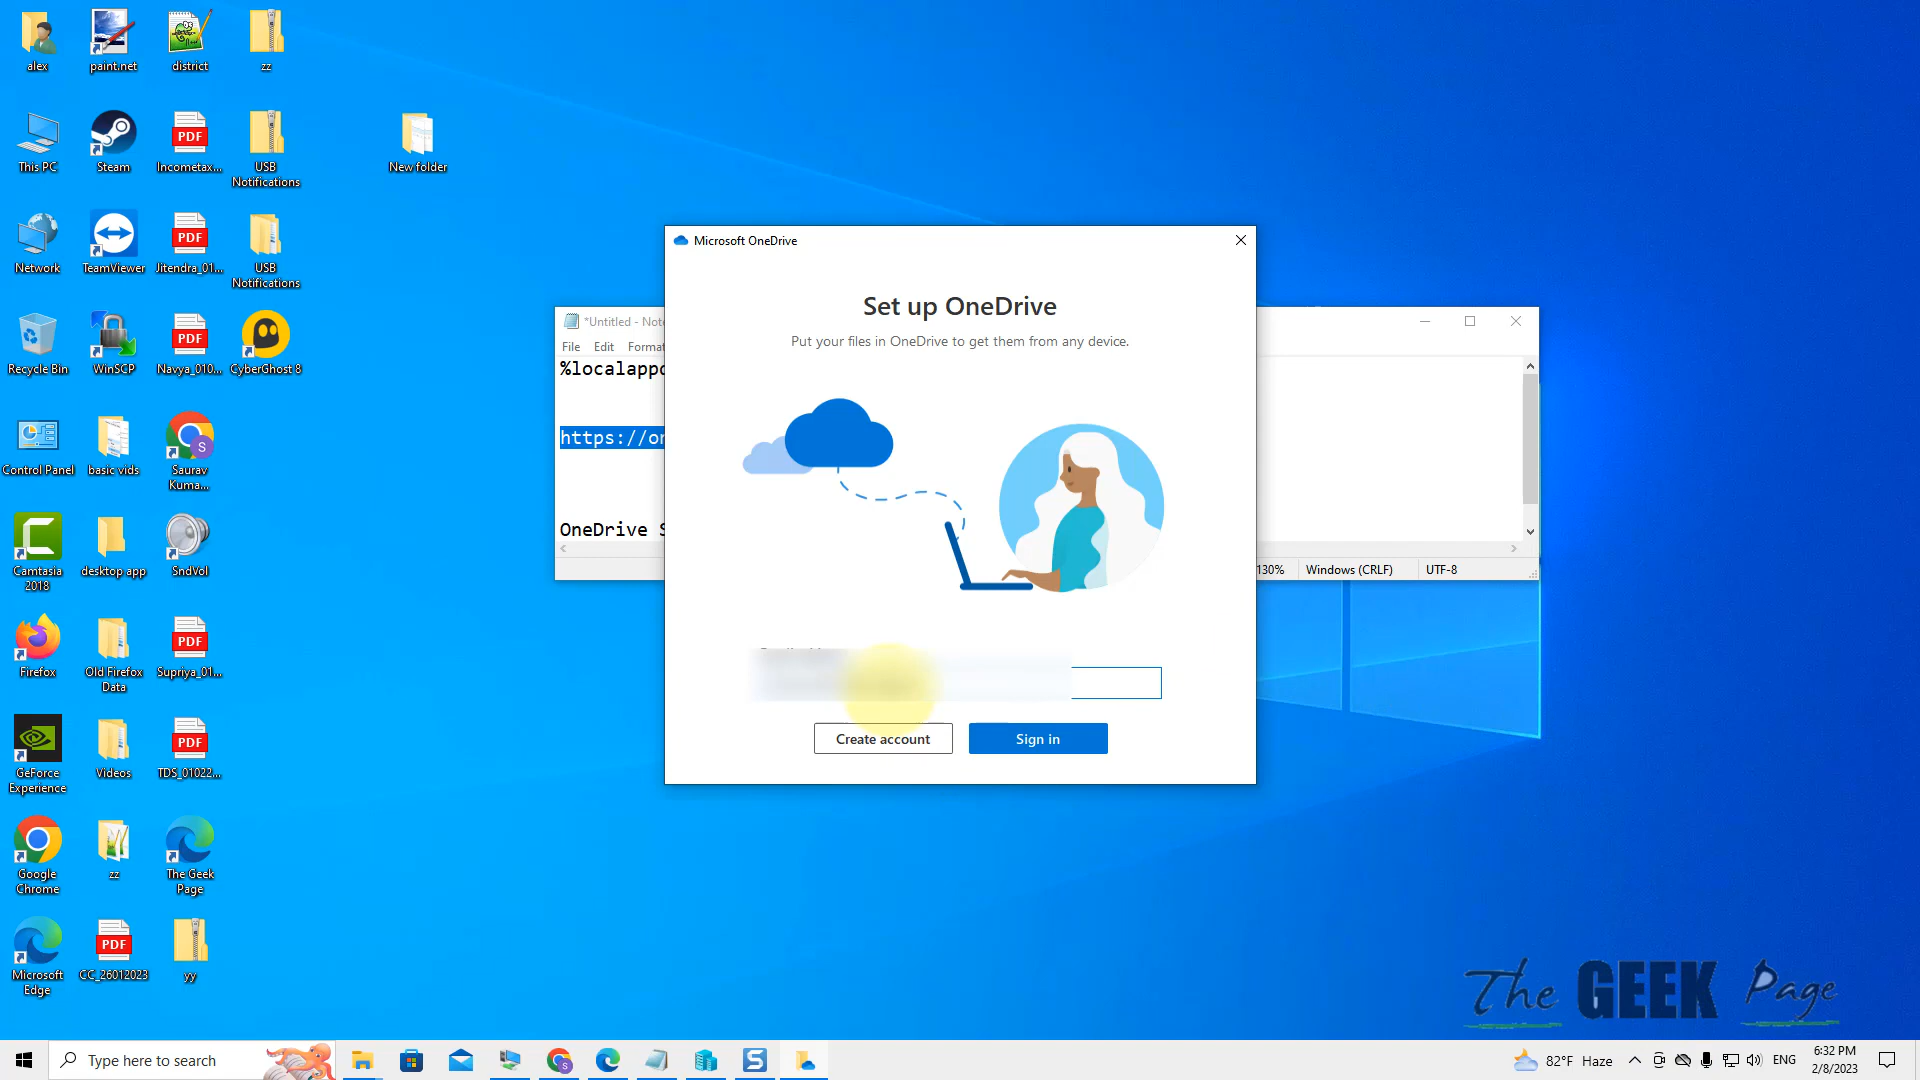 alex
paint.net
district
zz
This PC
Steam
Incometax...
USB
Notifications
New folder
Network
TeamViewer
Jitendra_01...
USB
Notifications
Recycle Bin
WinSCP
Navya_010...
CyberGhost 8
Control Panel
basic vids
Saurav
Kuma...
Camtasia
2018
desktop app
SndVol
Firefox
Old Firefox
Data
Supriya_01...
GeForce
Experience
Videos
TDS_01022...
Google
Chrome
zz
The Geek
Page
Microsoft
Edge
CC_26012023
yy
Microsoft OneDrive
Set up OneDrive
Put your files in OneDrive to get them from any device.
Create account
Sign in
*Untitled - Note
File Edit Format
%localappd
https://on
OneDrive S
130% Windows (CRLF) UTF-8
The GEEK Page
Type here to search
82°F Haze
ENG
6:32 PM
2/8/2023